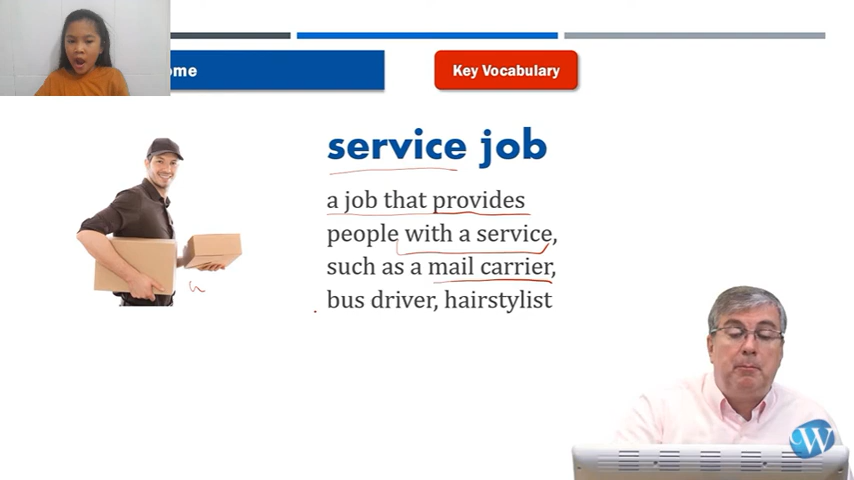 ome
Key Vocabulary
service job
a job that provides
people with a service,
such as a mail carrier,
bus driver, hairstylist
W